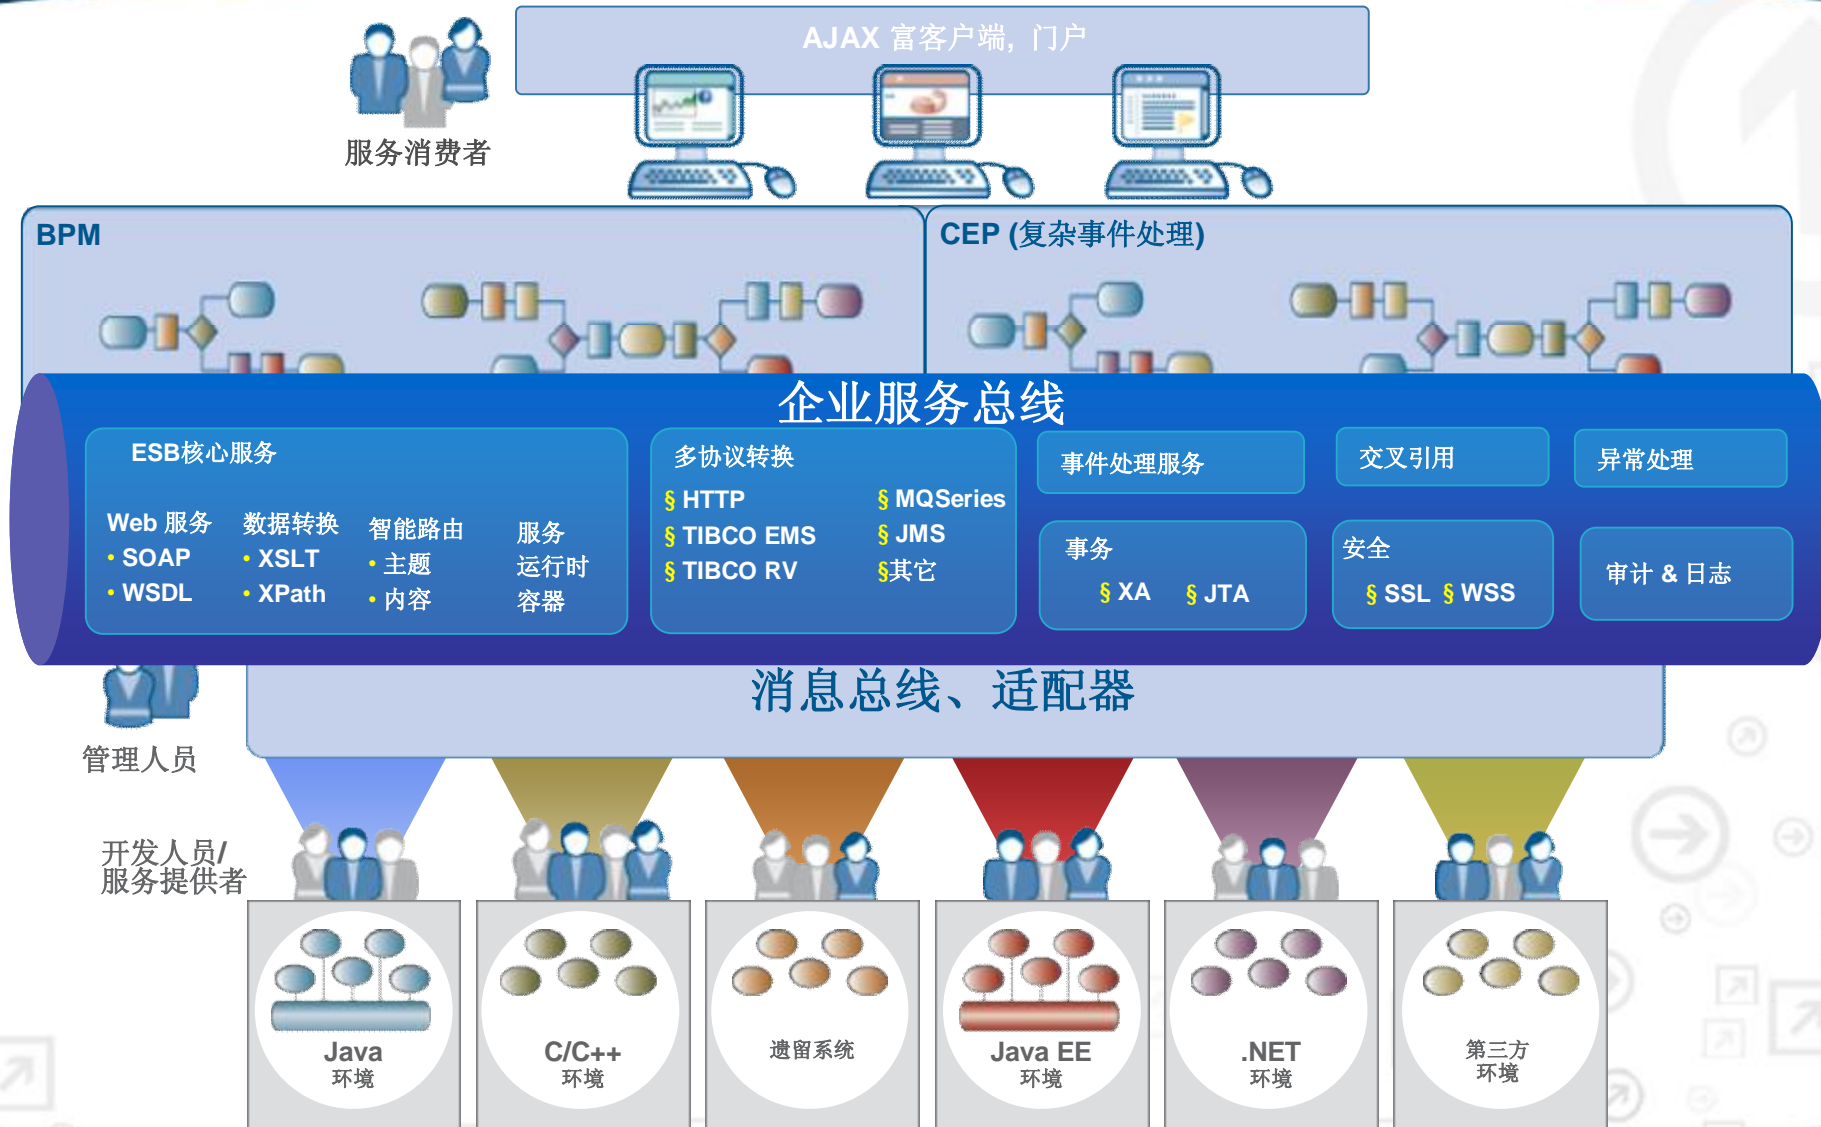 AJAX 富客户端, 门户
服务消费者
BPM
CEP (复杂事件处理)
企业服务总线
ESB核心服务
Web 服务
• SOAP
• WSDL
数据转换
• XSLT
• XPath
智能路由
• 主题
• 内容
服务
运行时
容器
多协议转换
§ HTTP
§ TIBCO EMS
§ TIBCO RV
§ MQSeries
§ JMS
§其它
事件处理服务
交叉引用
异常处理
事务
§ XA § JTA
安全
§ SSL § WSS
审计 & 日志
消息总线、适配器
管理人员
开发人员/
服务提供者
Java
环境
C/C++
环境
遗留系统
Java EE
环境
.NET
环境
第三方
环境